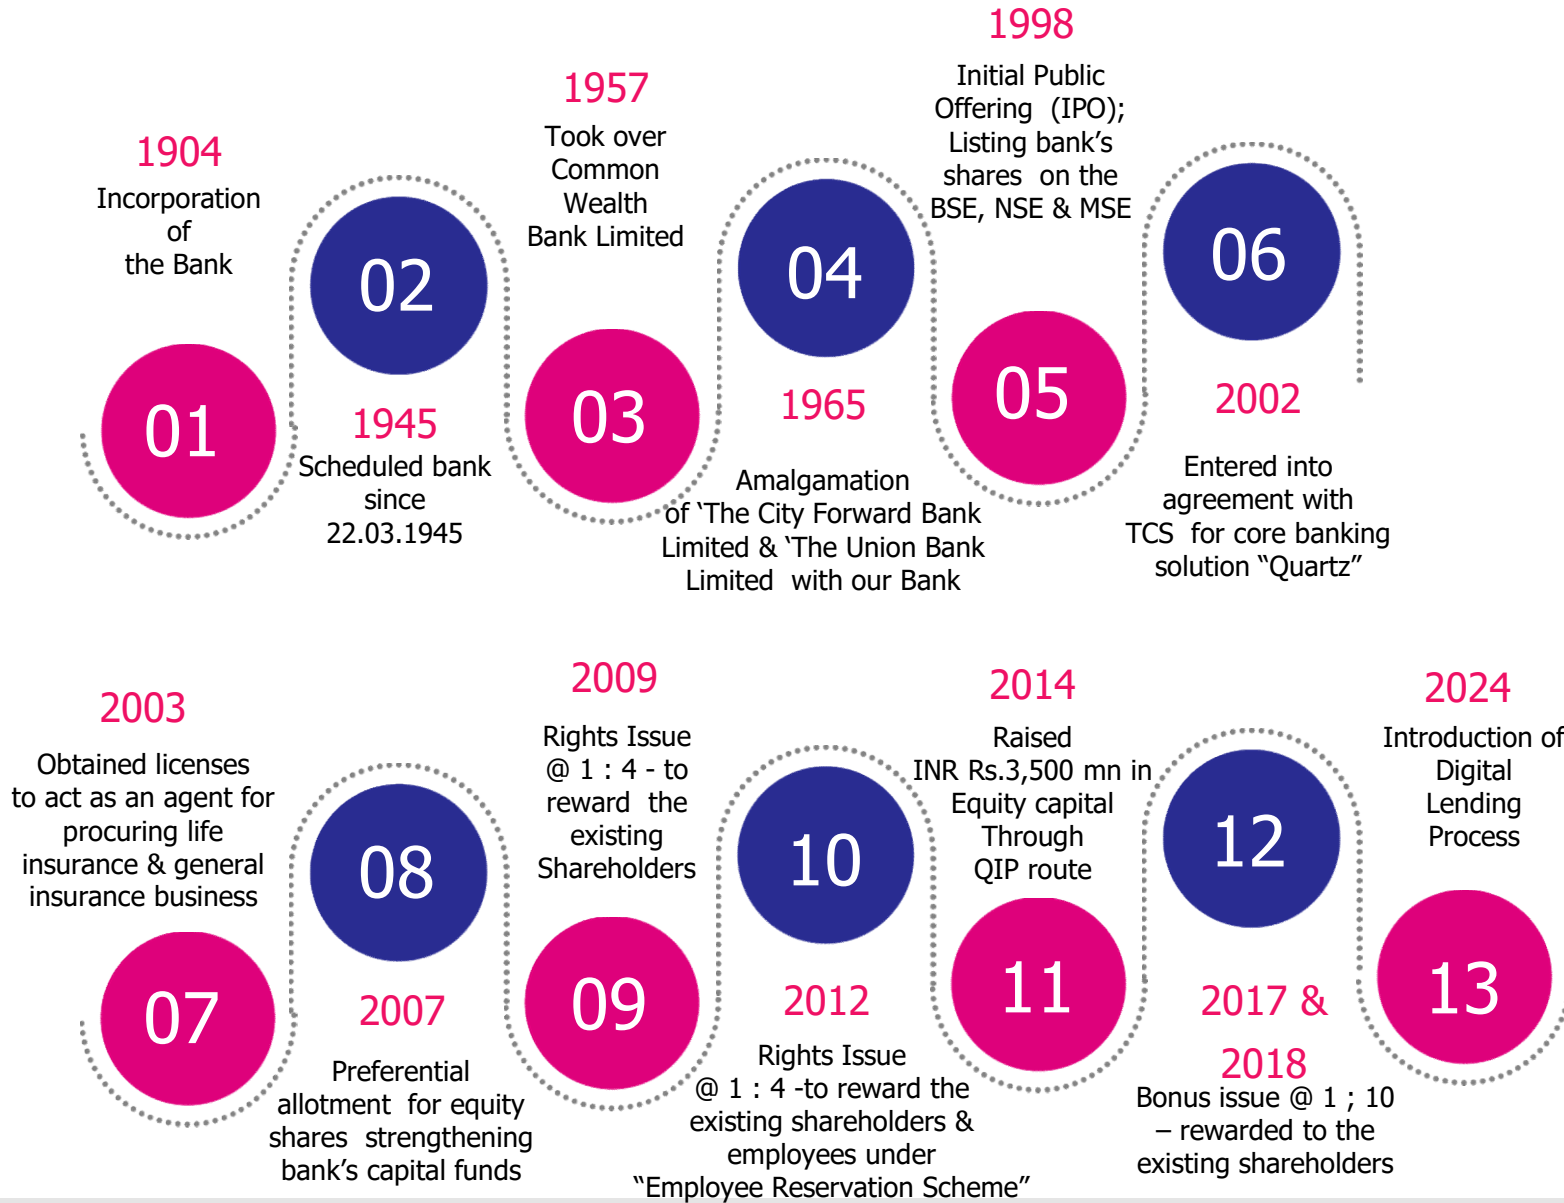 1904
Incorporation
of
the Bank
01
02
1945
Scheduled bank
since
22.03.1945
1957
Took over
Common
Wealth
Bank Limited
03
04
1965
Amalgamation
of ‘The City Forward Bank
Limited & ‘The Union Bank
Limited with our Bank
1998
Initial Public
Offering (IPO);
Listing bank’s
shares on the
BSE, NSE & MSE
05
06
2002
Entered into
agreement with
TCS for core banking
solution “Quartz”
2003
Obtained licenses
to act as an agent for
procuring life
insurance & general
insurance business
07
08
2007
Preferential
allotment for equity
shares strengthening
bank’s capital funds
2009
Rights Issue
@ 1 : 4 - to
reward the
existing
Shareholders
09
10
2012
Rights Issue
@ 1 : 4 -to reward the
existing shareholders &
employees under
“Employee Reservation Scheme”
2014
Raised
INR Rs.3,500 mn in
Equity capital
Through
QIP route
11
12
2017 &
2018
Bonus issue @ 1 ; 10
– rewarded to the
existing shareholders
2024
Introduction of
Digital
Lending
Process
13